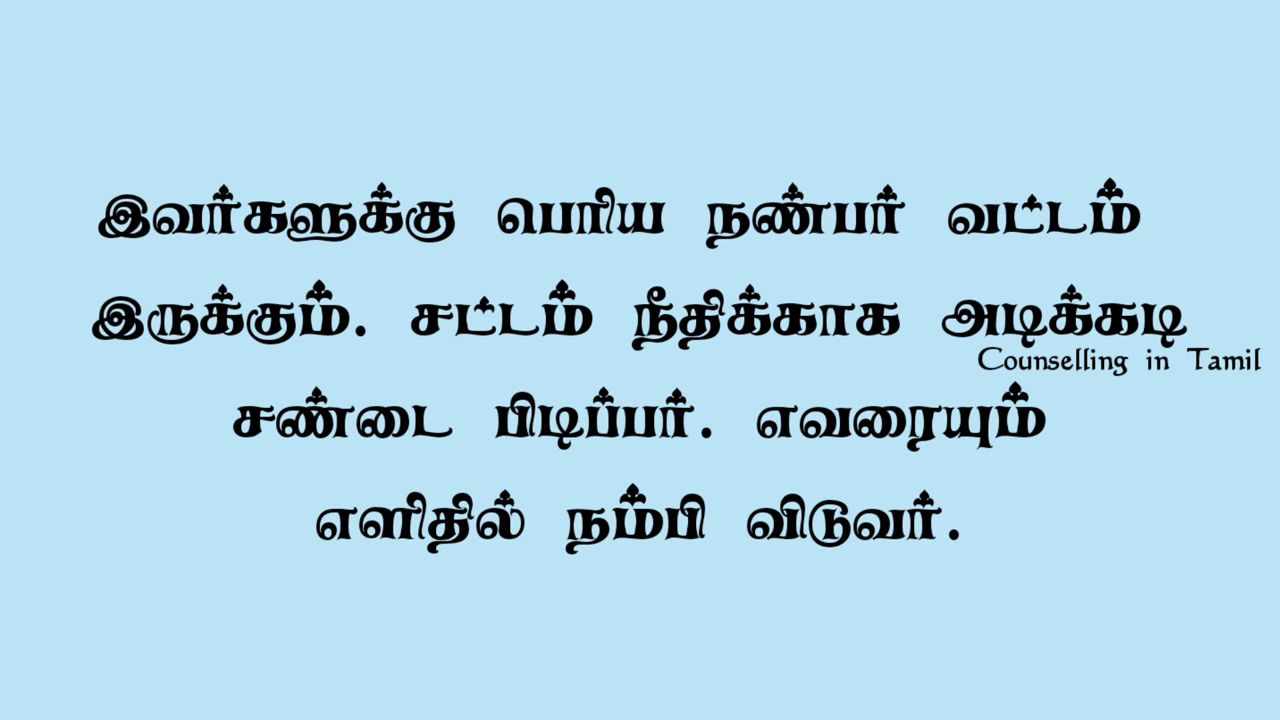 இவர்களுக்கு பெரிய நண்பர் வட்டம்
இருக்கும். சட்டம் நீதிக்காக அடிக்கடி
Counselling in Tamil
சண்டை பிடிப்பர். எவரையும்
எளிதில் நம்பி விடுவர்.